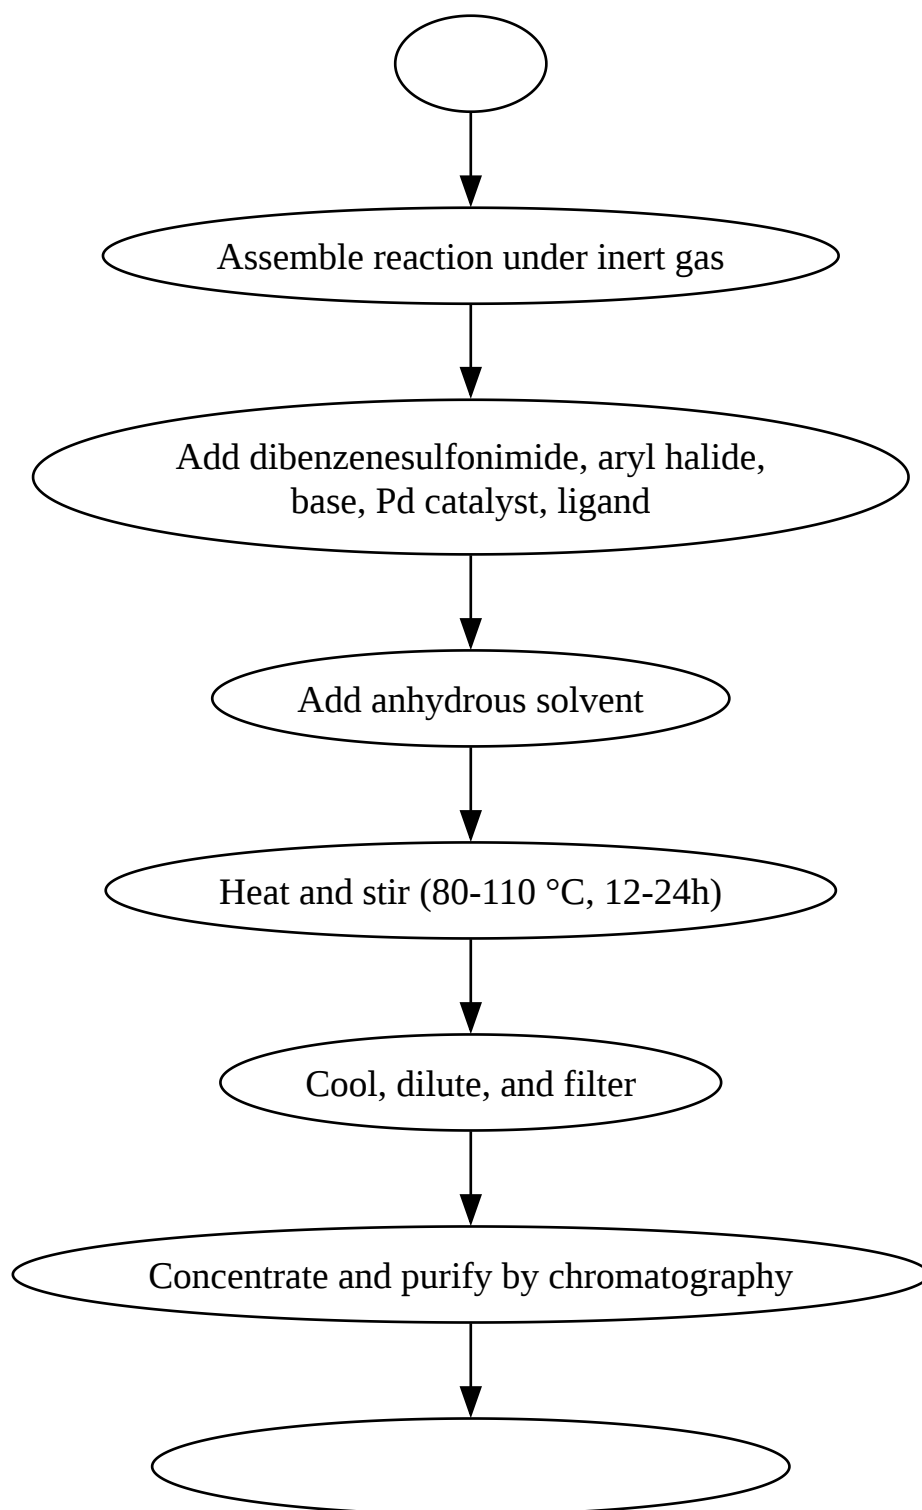 Assemble reaction under inert gas
Add dibenzenesulfonimide, aryl halide,
base, Pd catalyst, ligand
Add anhydrous solvent
Heat and stir (80-110 °C, 12-24h)
Cool, dilute, and filter
Concentrate and purify by chromatography